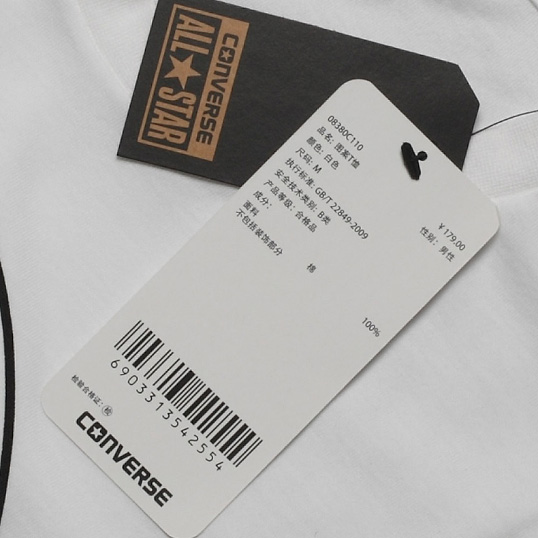 CONVERSE
ALL STAR
08380C110
品名: 图案T恤
颜色: 白色
尺码: M
执行标准: GB/T 22849-2009
安全技术类别: B类
产品等级: 合格品
成分:
面料
不包括装饰部分
棉
100%
¥179.00
性别: 男性
6903313542554
检验合格证: 检
CONVERSE